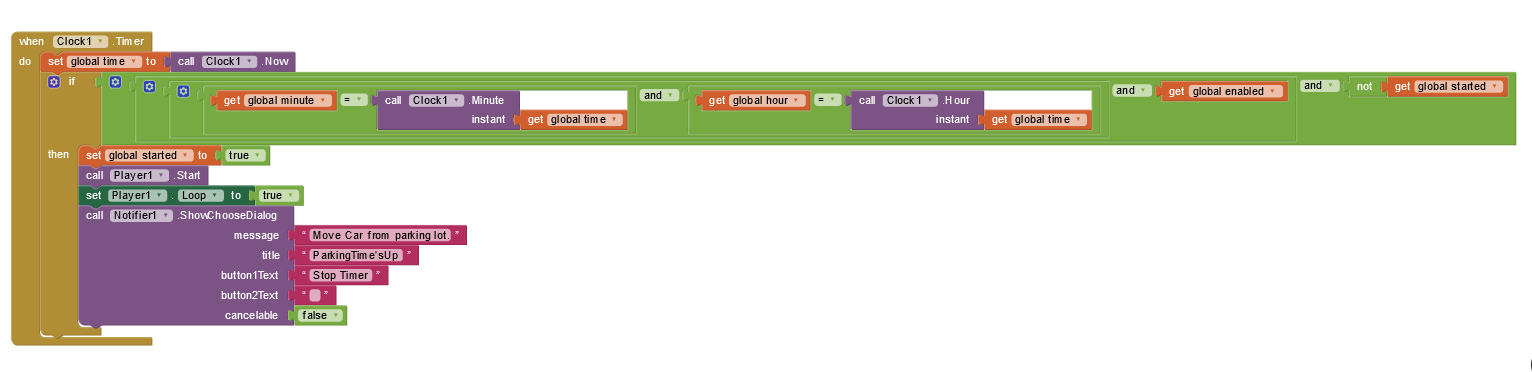 when Clock1 .Timer
do set global time to call Clock1 .Now
if get global minute = call Clock1 .Minute instant get global time and get global hour = call Clock1 .Hour instant get global time and get global enabled and not get global started
then set global started to true
call Player1 .Start
set Player1 . Loop to true
call Notifier1 .ShowChooseDialog
message “ Move Car from parking lot. ”
title “ ParkingTime'sUp ”
button1Text “ Stop Timer ”
button2Text “ ”
cancelable false